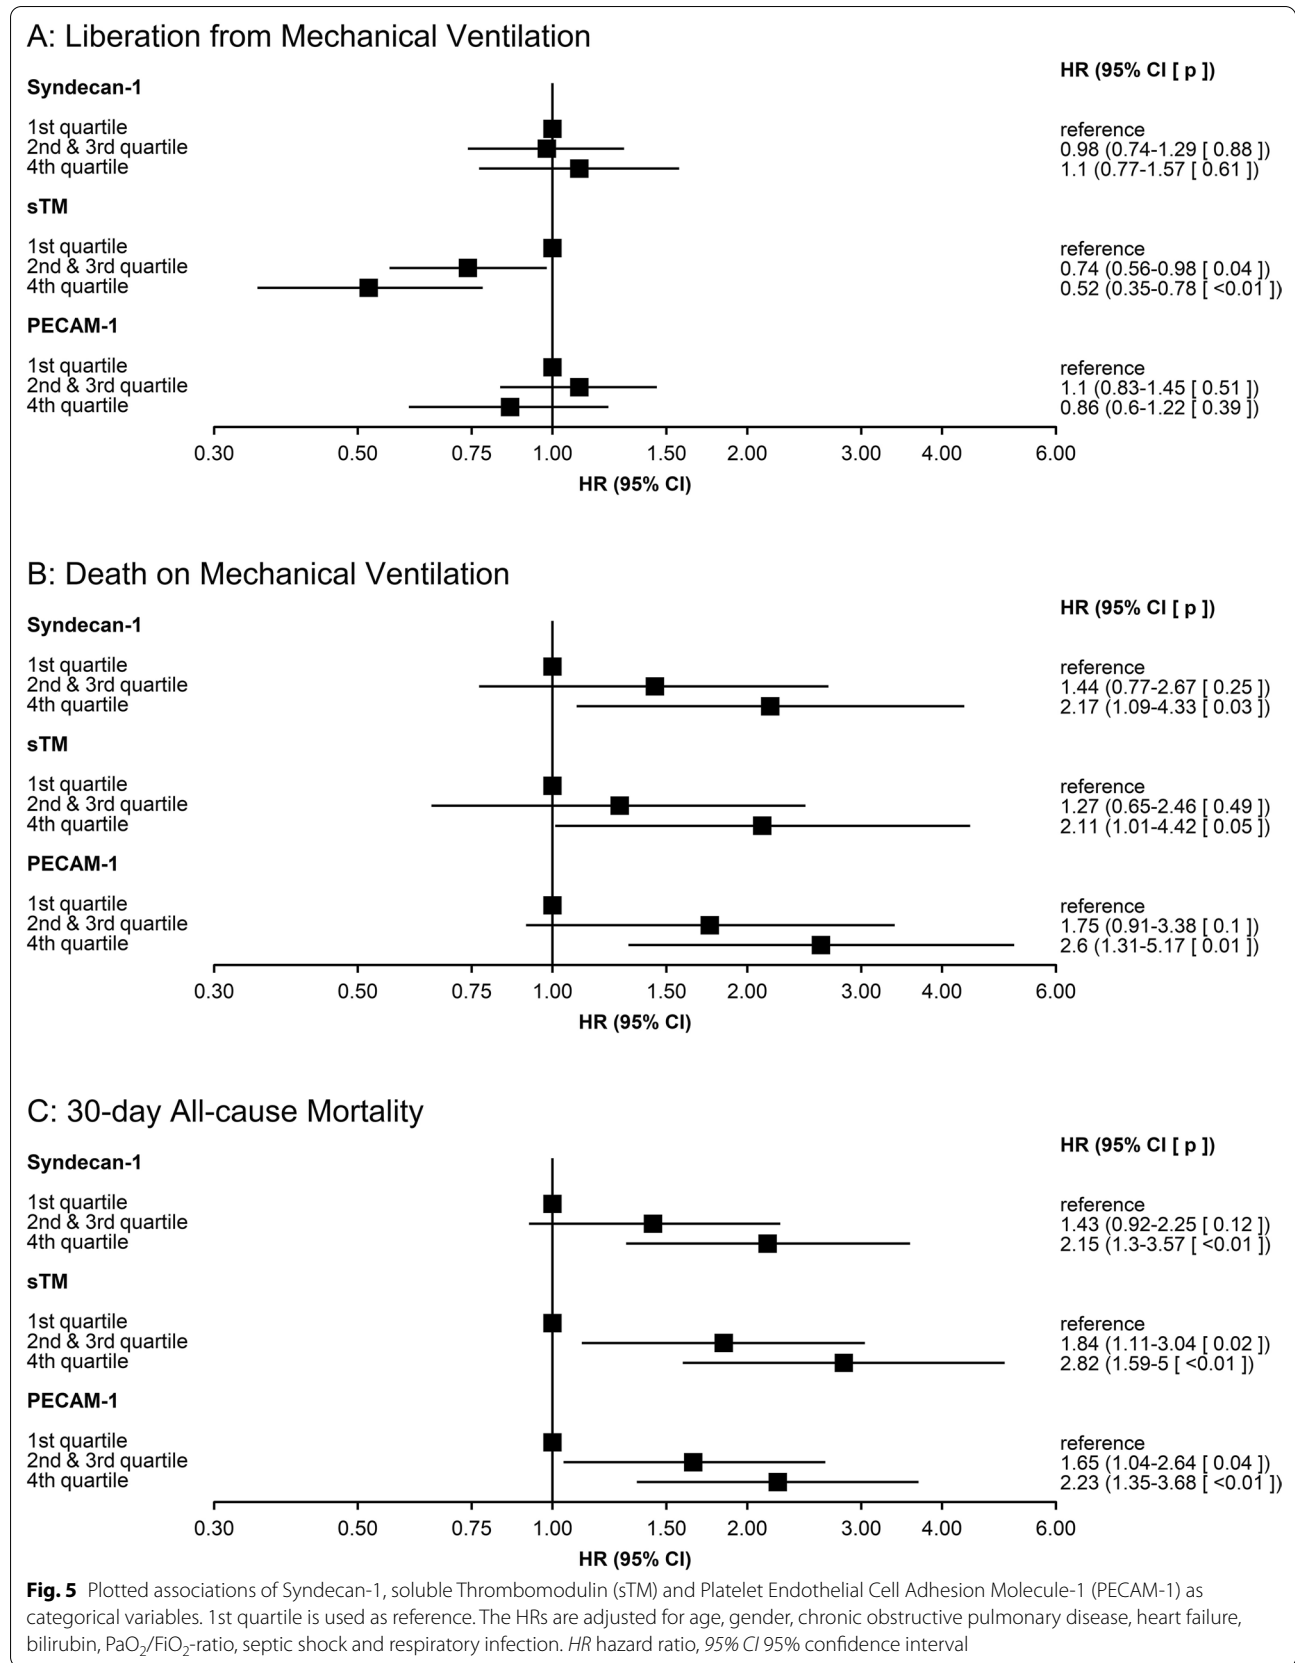 A: Liberation from Mechanical Ventilation
HR (95% CI [ p ])
Syndecan-1
1st quartile reference
2nd & 3rd quartile 0.98 (0.74-1.29 [ 0.88 ])
4th quartile 1.1 (0.77-1.57 [ 0.61 ])
sTM
1st quartile reference
2nd & 3rd quartile 0.74 (0.56-0.98 [ 0.04 ])
4th quartile 0.52 (0.35-0.78 [ <0.01 ])
PECAM-1
1st quartile reference
2nd & 3rd quartile 1.1 (0.83-1.45 [ 0.51 ])
4th quartile 0.86 (0.6-1.22 [ 0.39 ])
0.30 0.50 0.75 1.00 1.50 2.00 3.00 4.00 6.00
HR (95% CI)
B: Death on Mechanical Ventilation
HR (95% CI [ p ])
Syndecan-1
1st quartile reference
2nd & 3rd quartile 1.44 (0.77-2.67 [ 0.25 ])
4th quartile 2.17 (1.09-4.33 [ 0.03 ])
sTM
1st quartile reference
2nd & 3rd quartile 1.27 (0.65-2.46 [ 0.49 ])
4th quartile 2.11 (1.01-4.42 [ 0.05 ])
PECAM-1
1st quartile reference
2nd & 3rd quartile 1.75 (0.91-3.38 [ 0.1 ])
4th quartile 2.6 (1.31-5.17 [ 0.01 ])
0.30 0.50 0.75 1.00 1.50 2.00 3.00 4.00 6.00
HR (95% CI)
C: 30-day All-cause Mortality
HR (95% CI [ p ])
Syndecan-1
1st quartile reference
2nd & 3rd quartile 1.43 (0.92-2.25 [ 0.12 ])
4th quartile 2.15 (1.3-3.57 [ <0.01 ])
sTM
1st quartile reference
2nd & 3rd quartile 1.84 (1.11-3.04 [ 0.02 ])
4th quartile 2.82 (1.59-5 [ <0.01 ])
PECAM-1
1st quartile reference
2nd & 3rd quartile 1.65 (1.04-2.64 [ 0.04 ])
4th quartile 2.23 (1.35-3.68 [ <0.01 ])
0.30 0.50 0.75 1.00 1.50 2.00 3.00 4.00 6.00
HR (95% CI)
Fig. 5 Plotted associations of Syndecan-1, soluble Thrombomodulin (sTM) and Platelet Endothelial Cell Adhesion Molecule-1 (PECAM-1) as
categorical variables. 1st quartile is used as reference. The HRs are adjusted for age, gender, chronic obstructive pulmonary disease, heart failure,
bilirubin, PaO₂/FiO₂-ratio, septic shock and respiratory infection. HR hazard ratio, 95% CI 95% confidence interval